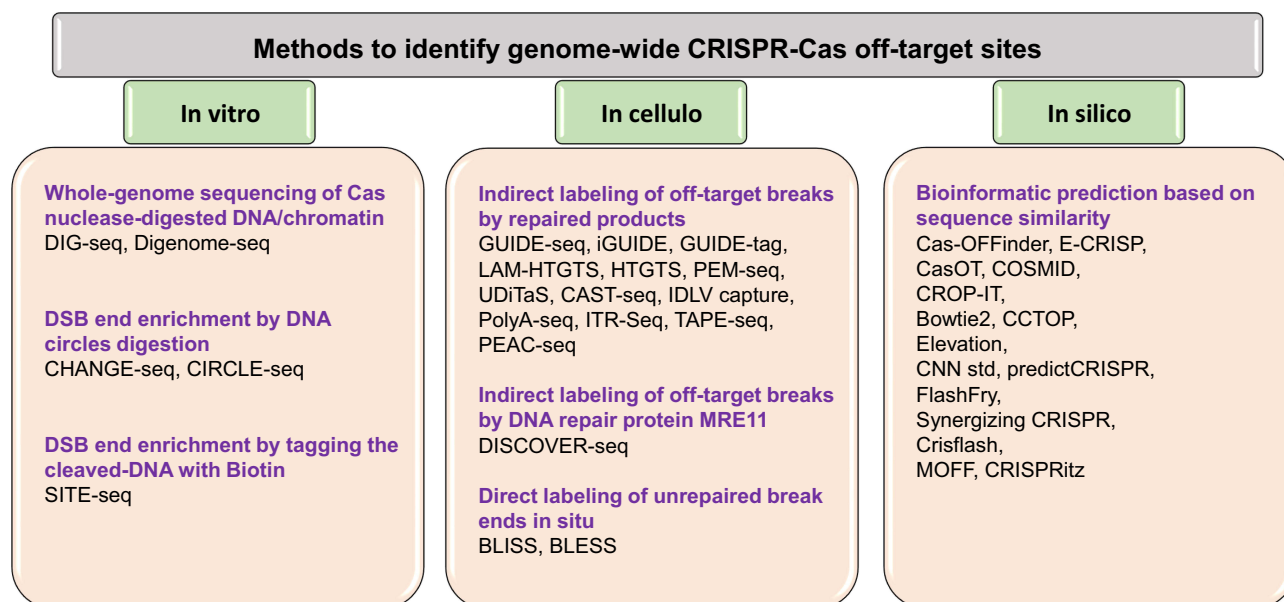 Methods to identify genome-wide CRISPR-Cas off-target sites
In vitro
Whole-genome sequencing of Cas
nuclease-digested DNA/chromatin
DIG-seq, Digenome-seq
DSB end enrichment by DNA
circles digestion
CHANGE-seq, CIRCLE-seq
DSB end enrichment by tagging the
cleaved-DNA with Biotin
SITE-seq
In cellulo
Indirect labeling of off-target breaks
by repaired products
GUIDE-seq, iGUIDE, GUIDE-tag,
LAM-HTGTS, HTGTS, PEM-seq,
UDiTaS, CAST-seq, IDLV capture,
PolyA-seq, ITR-Seq, TAPE-seq,
PEAC-seq
Indirect labeling of off-target breaks
by DNA repair protein MRE11
DISCOVER-seq
Direct labeling of unrepaired break
ends in situ
BLISS, BLESS
In silico
Bioinformatic prediction based on
sequence similarity
Cas-OFFinder, E-CRISP,
CasOT, COSMID,
CROP-IT,
Bowtie2, CCTOP,
Elevation,
CNN std, predictCRISPR,
FlashFry,
Synergizing CRISPR,
Crisflash,
MOFF, CRISPRitz